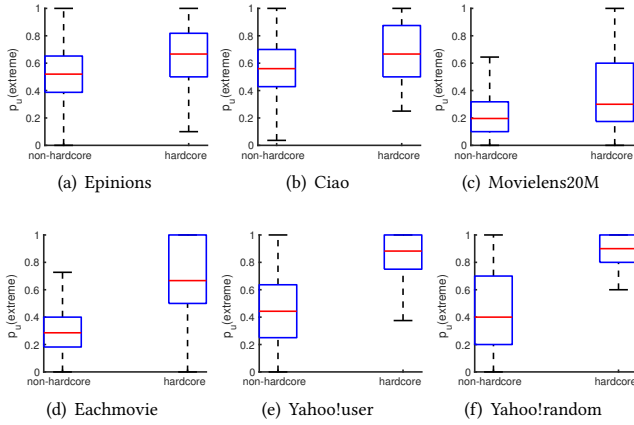 p_u(extreme)
1
0.8
0.6
0.4
0.2
0
non-hardcore hardcore
(a) Epinions
p_u(extreme)
1
0.8
0.6
0.4
0.2
0
non-hardcore hardcore
(b) Ciao
p_u(extreme)
1
0.8
0.6
0.4
0.2
0
non-hardcore hardcore
(c) Movielens20M
p_u(extreme)
1
0.8
0.6
0.4
0.2
0
non-hardcore hardcore
(d) Eachmovie
p_u(extreme)
1
0.8
0.6
0.4
0.2
0
non-hardcore hardcore
(e) Yahoo!user
p_u(extreme)
1
0.8
0.6
0.4
0.2
0
non-hardcore hardcore
(f) Yahoo!random